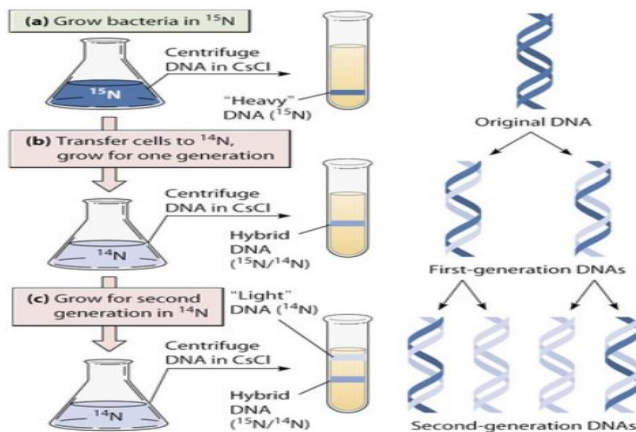 (a) Grow bacteria in ¹⁵N
Centrifuge
DNA in CsCl
¹⁵N
"Heavy"
DNA (¹⁵N)
(b) Transfer cells to ¹⁴N,
grow for one generation
Centrifuge
DNA in CsCl
¹⁴N
Hybrid
DNA
(¹⁵N/¹⁴N)
(c) Grow for second
generation in ¹⁴N
"Light"
DNA (¹⁴N)
Centrifuge
DNA in CsCl
¹⁴N
Hybrid
DNA
(¹⁵N/¹⁴N)
Original DNA
First-generation DNAs
Second-generation DNAs